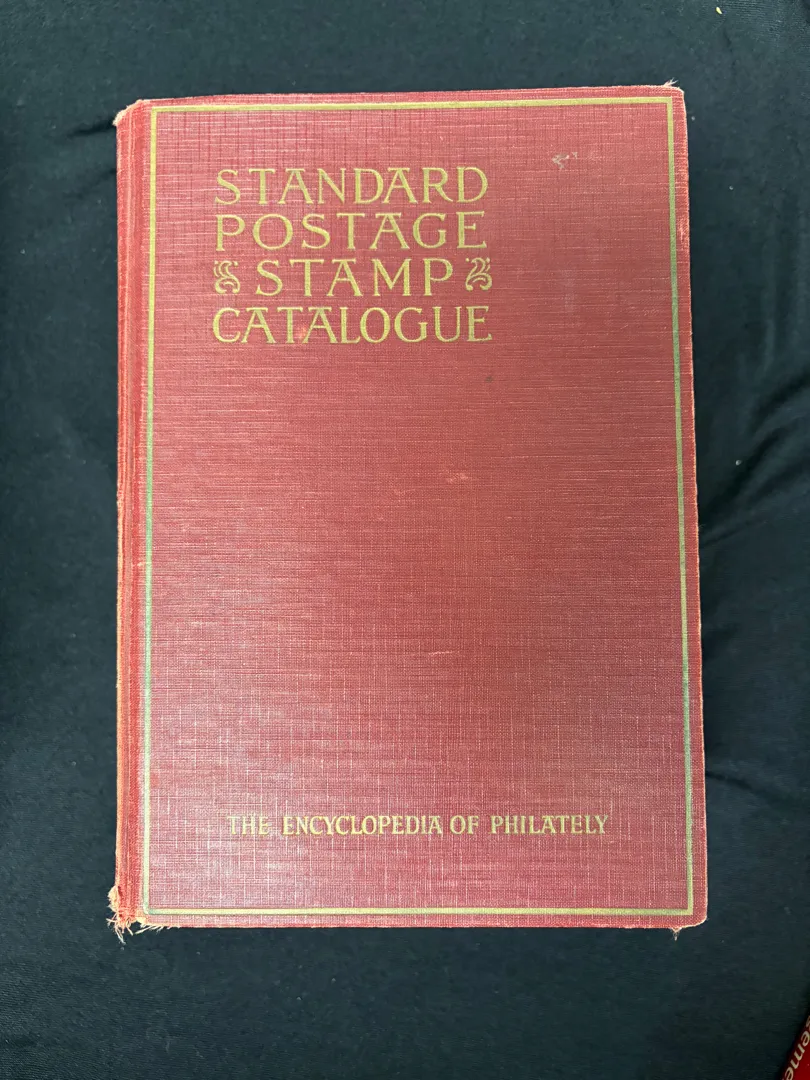 STANDARD
POSTAGE
STAMP
CATALOGUE
THE ENCYCLOPEDIA OF PHILATELY